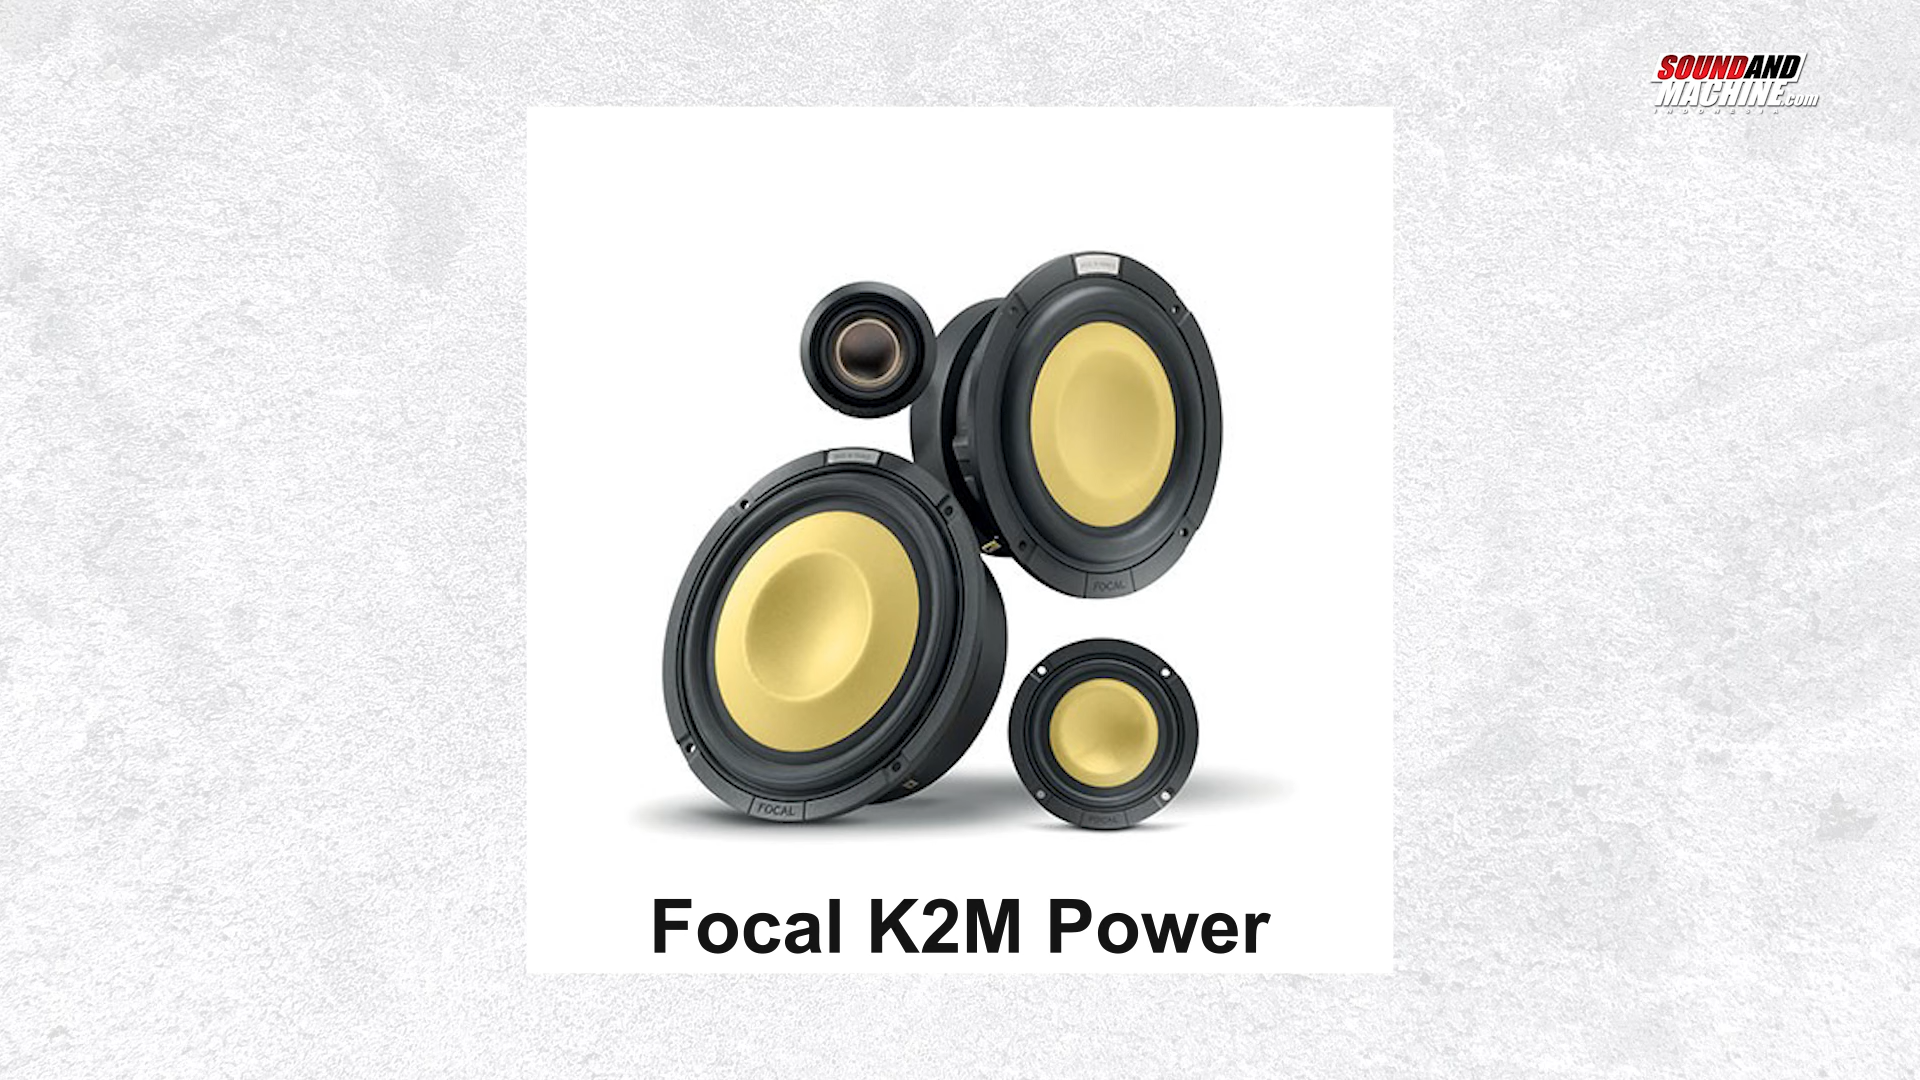 SOUNDAND
MACHINE.com
INDONESIA
FOCAL
FOCAL
FOCAL
Focal K2M Power